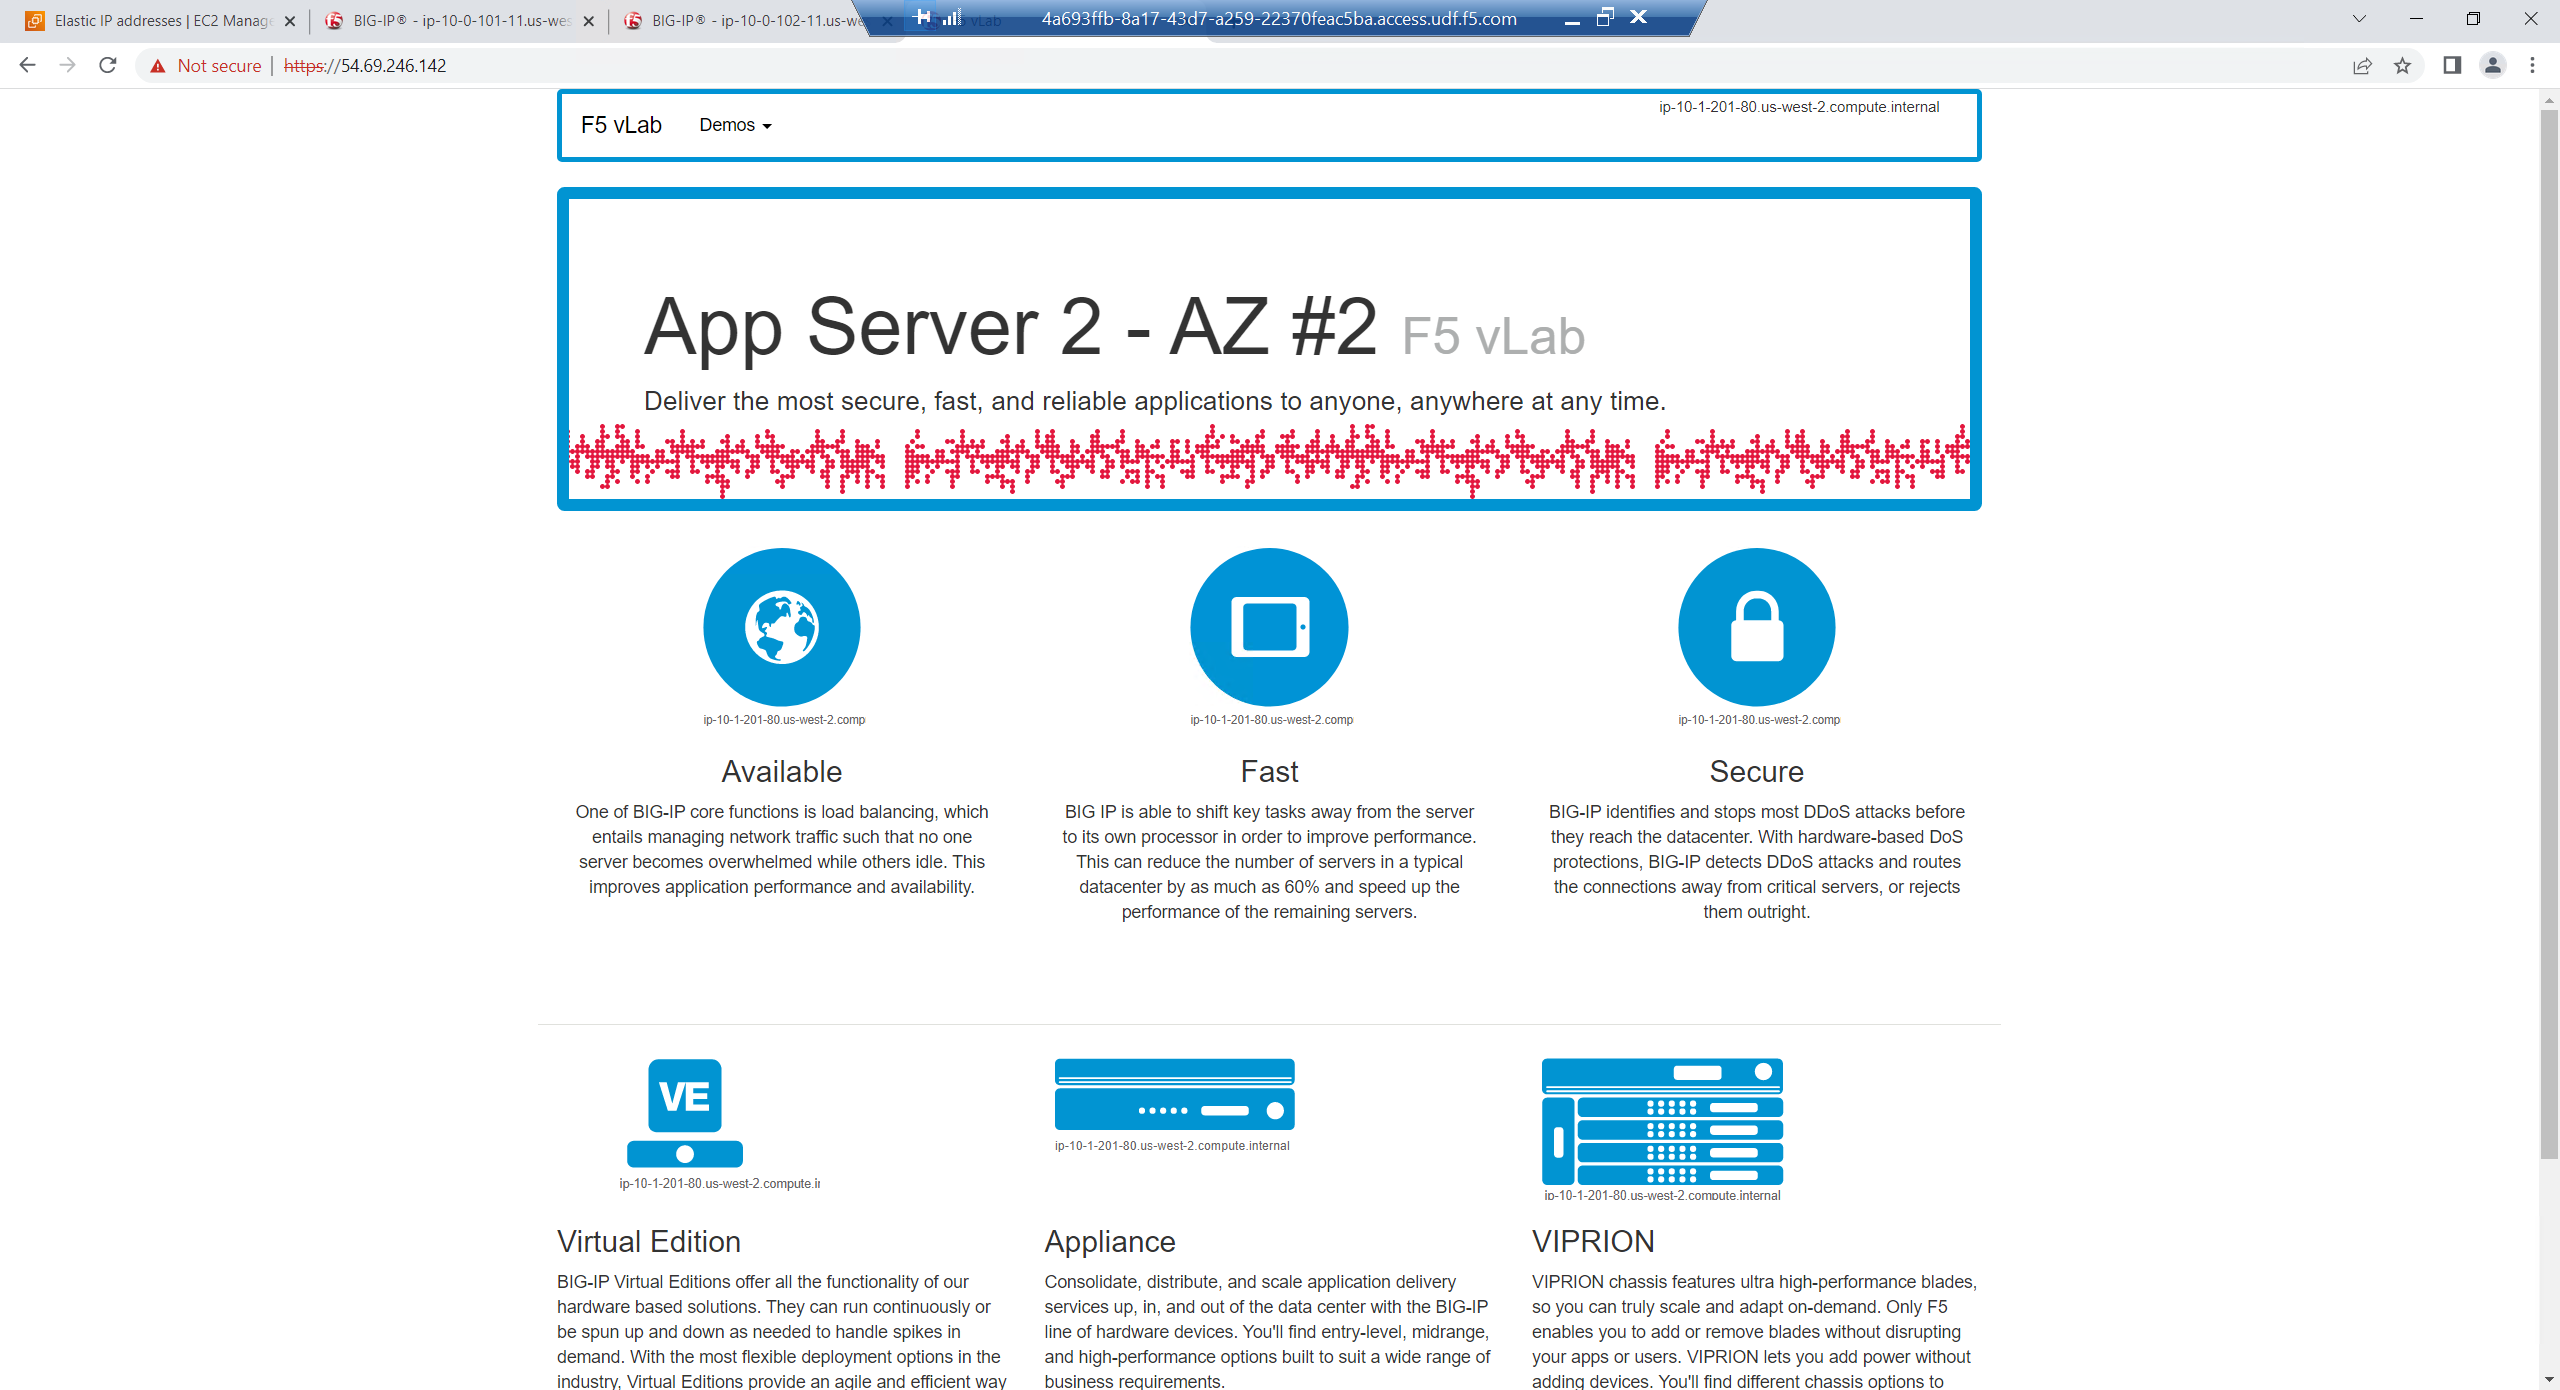 Elastic IP addresses | EC2 Manage
BIG-IP® - ip-10-0-101-11.us-wes
BIG-IP® - ip-10-0-102-11.us-we
vLab
4a693ffb-8a17-43d7-a259-22370feac5ba.access.udf.f5.com
Not secure
https://54.69.246.142
F5 vLab
Demos
ip-10-1-201-80.us-west-2.compute.internal
App Server 2 - AZ #2 F5 vLab
Deliver the most secure, fast, and reliable applications to anyone, anywhere at any time.
ip-10-1-201-80.us-west-2.comp
ip-10-1-201-80.us-west-2.comp
ip-10-1-201-80.us-west-2.comp
Available
One of BIG-IP core functions is load balancing, which
entails managing network traffic such that no one
server becomes overwhelmed while others idle. This
improves application performance and availability.
Fast
BIG IP is able to shift key tasks away from the server
to its own processor in order to improve performance.
This can reduce the number of servers in a typical
datacenter by as much as 60% and speed up the
performance of the remaining servers.
Secure
BIG-IP identifies and stops most DDoS attacks before
they reach the datacenter. With hardware-based DoS
protections, BIG-IP detects DDoS attacks and routes
the connections away from critical servers, or rejects
them outright.
VE
ip-10-1-201-80.us-west-2.compute.ir
ip-10-1-201-80.us-west-2.compute.internal
ip-10-1-201-80.us-west-2.compute.internal
Virtual Edition
BIG-IP Virtual Editions offer all the functionality of our
hardware based solutions. They can run continuously or
be spun up and down as needed to handle spikes in
demand. With the most flexible deployment options in the
industry, Virtual Editions provide an agile and efficient way
Appliance
Consolidate, distribute, and scale application delivery
services up, in, and out of the data center with the BIG-IP
line of hardware devices. You'll find entry-level, midrange,
and high-performance options built to suit a wide range of
business requirements.
VIPRION
VIPRION chassis features ultra high-performance blades,
so you can truly scale and adapt on-demand. Only F5
enables you to add or remove blades without disrupting
your apps or users. VIPRION lets you add power without
adding devices. You'll find different chassis options to